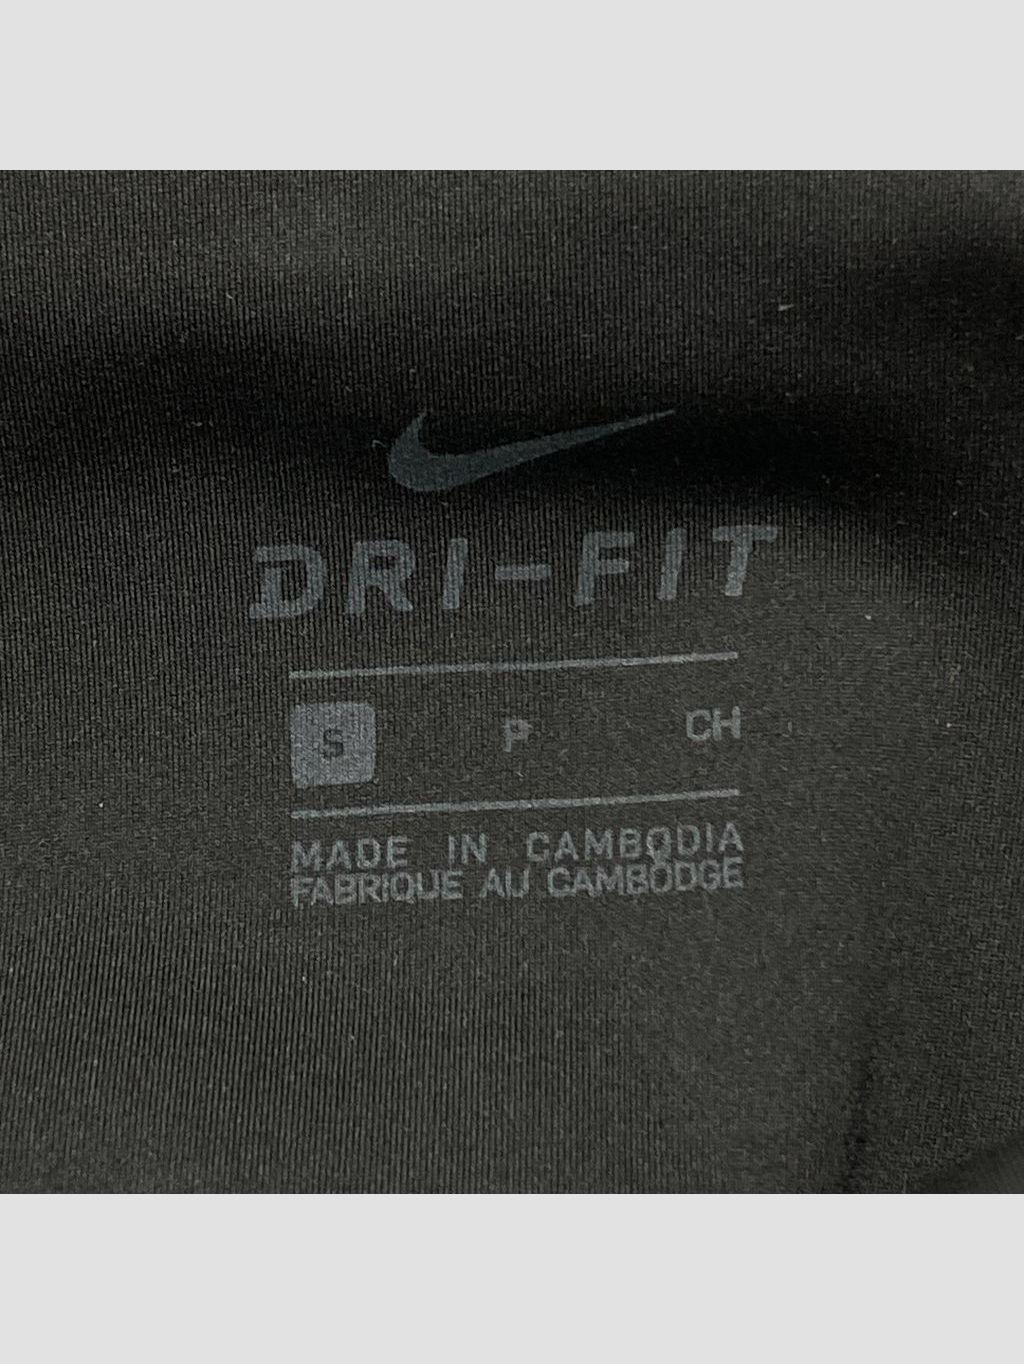 DRI-FIT
S P CH
MADE IN CAMBODIA
FABRIQUE AU CAMBODGE